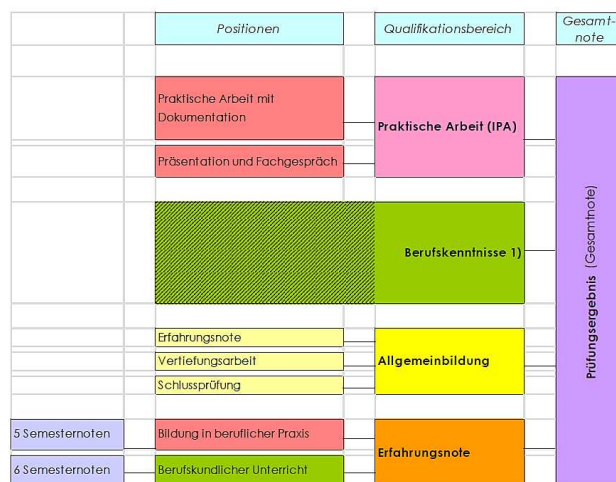 Positionen
Qualifikationsbereich
Gesamt-
note
Praktische Arbeit mit
Dokumentation
Praktische Arbeit (IPA)
Präsentation und Fachgespräch
Berufskenntnisse 1)
Prüfungsergebnis (Gesamtnote)
Erfahrungsnote
Vertiefungsarbeit
Allgemeinbildung
Schlussprüfung
5 Semesternoten
Bildung in beruflicher Praxis
Erfahrungsnote
6 Semesternoten
Berufskundlicher Unterricht